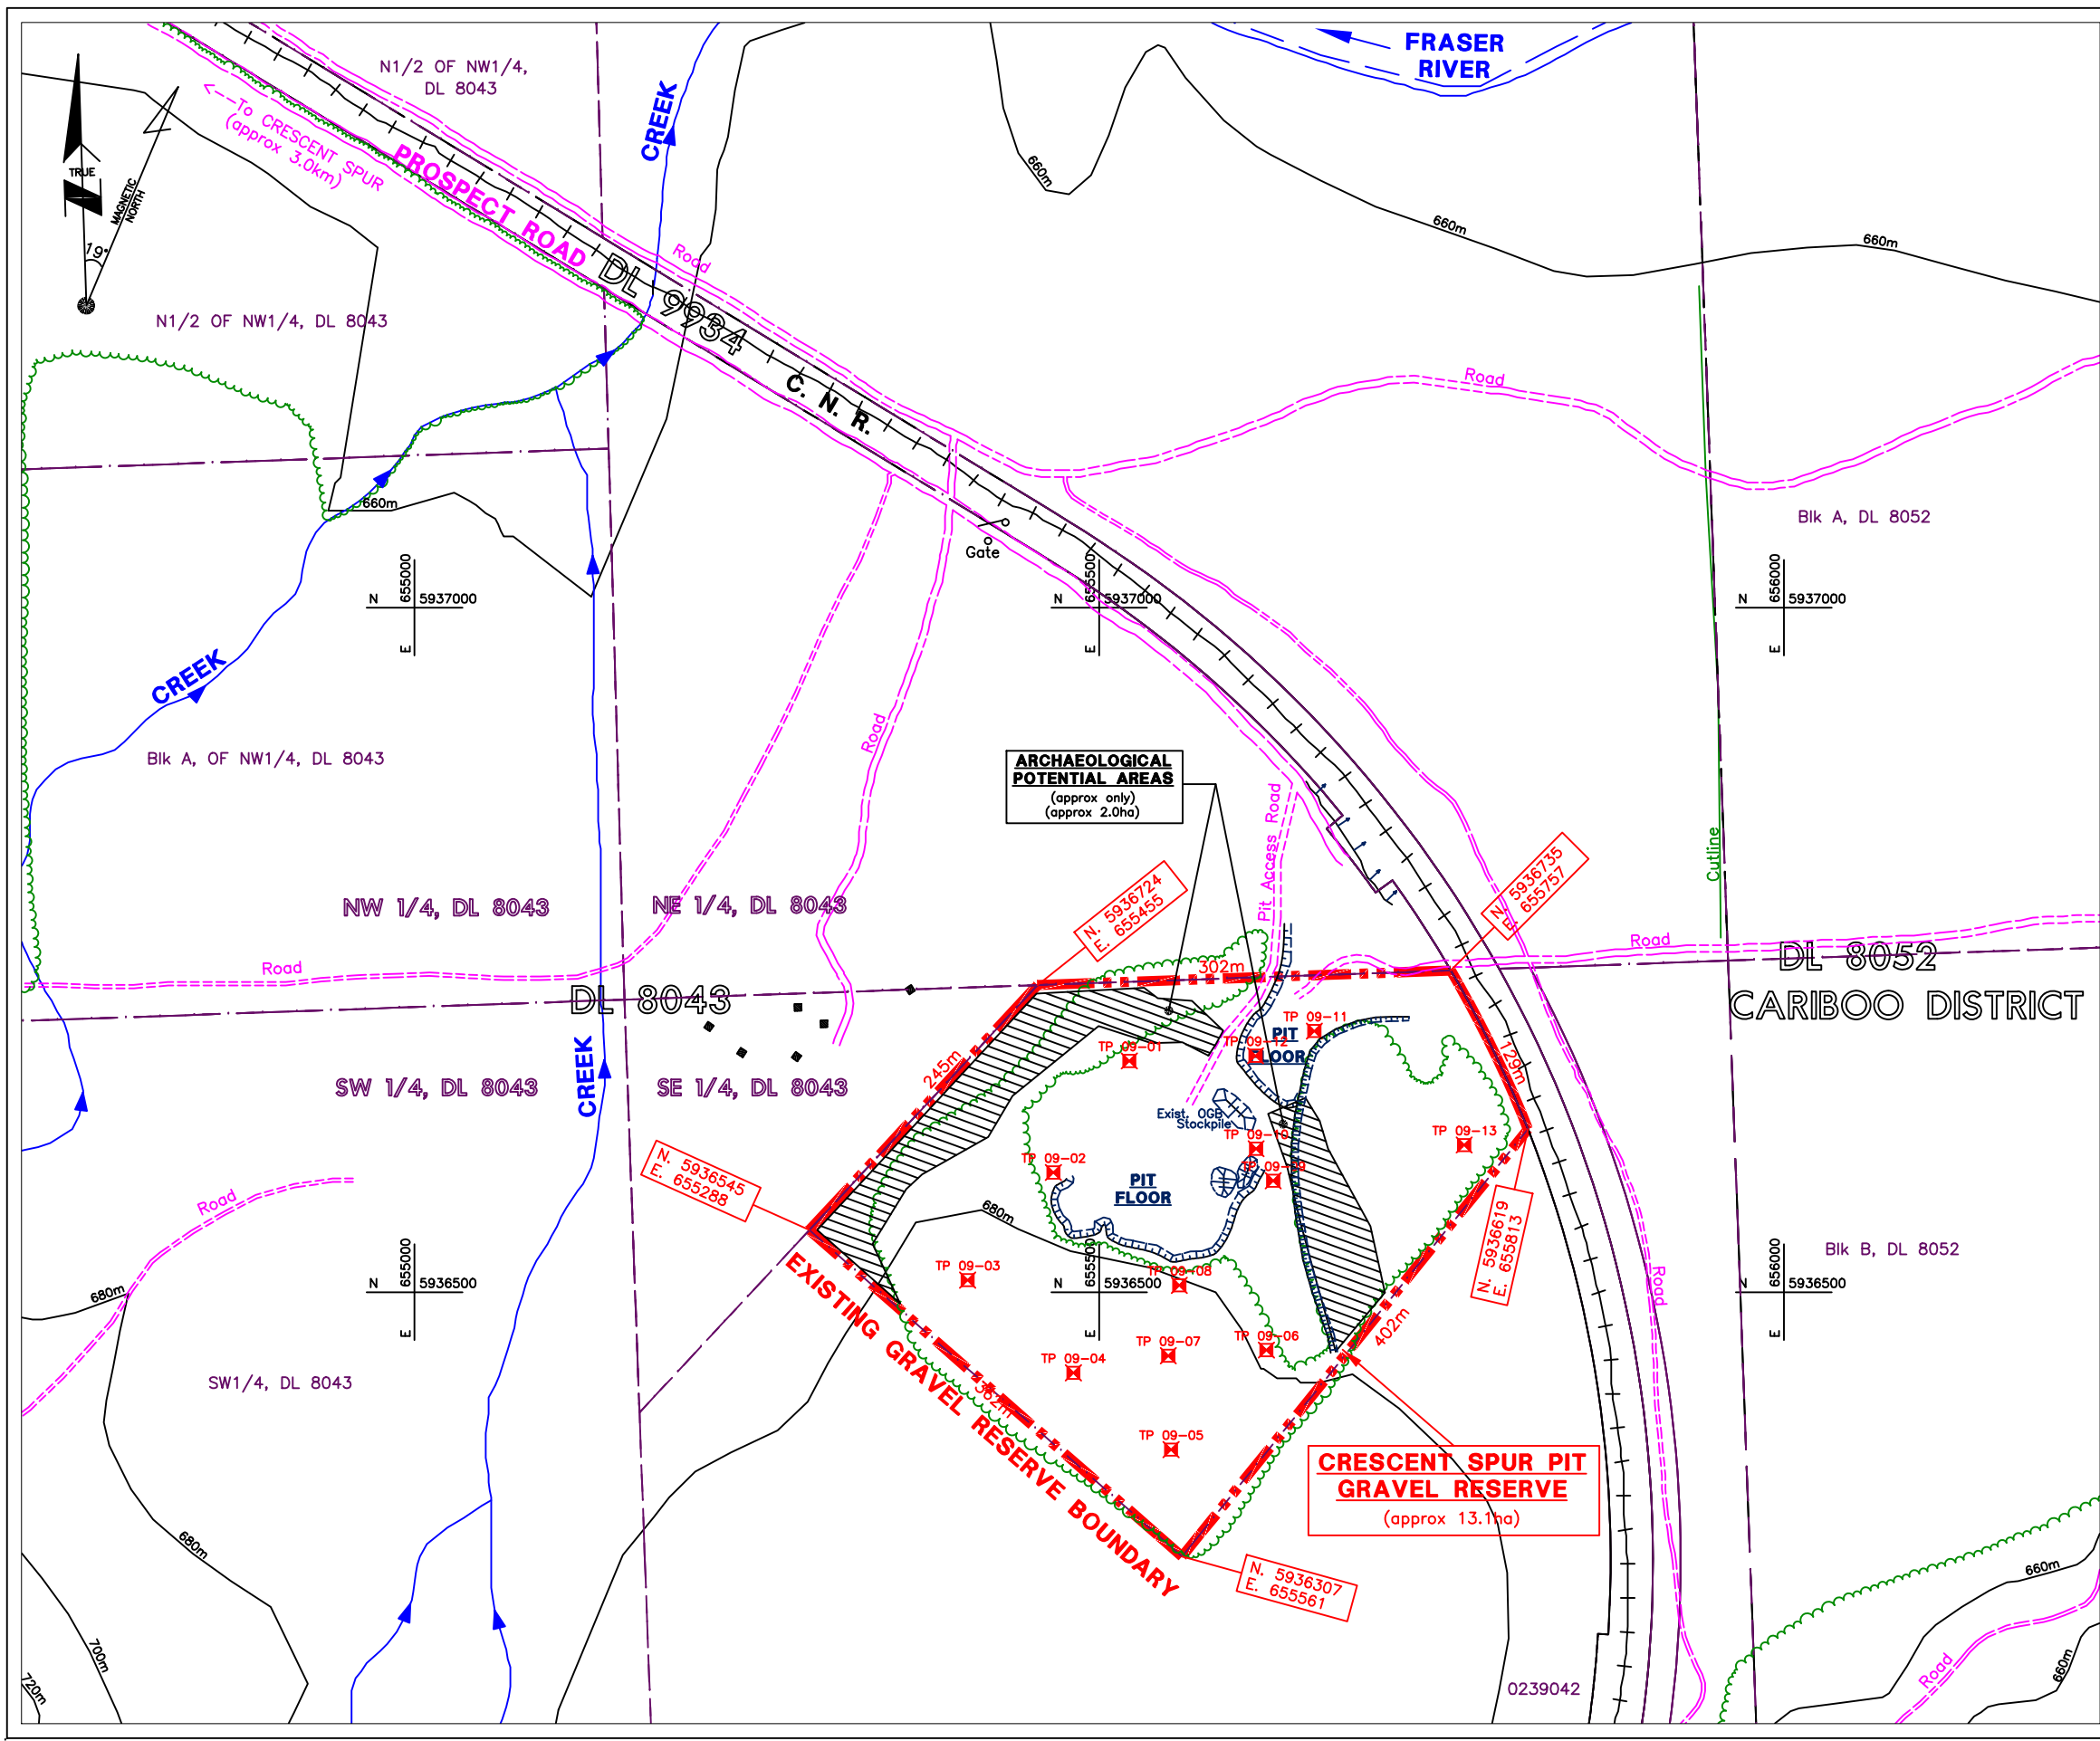 FRASER
RIVER
N1/2 OF NW1/4,
DL 8043
<---To CRESCENT SPUR
(approx 3.0km)
CREEK
TRUE
N
MAGNETIC
NORTH
19°
PROSPECT ROAD
DL 9934
C. N. R.
Road
660m
660m
660m
N1/2 OF NW1/4, DL 8043
Road
660m
Blk A, DL 8052
Gate
N 5937000
E 655000
N 5937000
E 655500
N 5937000
E 656000
CREEK
Blk A, OF NW1/4, DL 8043
Road
ARCHAEOLOGICAL
POTENTIAL AREAS
(approx only)
(approx 2.0ha)
Pit Access Road
Cutline
N. 5936724
E. 655455
N. 5936735
E. 655757
NW 1/4, DL 8043
NE 1/4, DL 8043
Road
Road
302m
DL 8043
DL 8052
CARIBOO DISTRICT
TP 09-11
PIT
FLOOR
TP 09-12
TP 09-01
245m
129m
SW 1/4, DL 8043
SE 1/4, DL 8043
CREEK
Exist. OGB
Stockpile
TP 09-10
TP 09-13
TP 09-02
TP 09-09
PIT
FLOOR
N. 5936545
E. 655288
Road
680m
N. 5936619
E. 655813
Blk B, DL 8052
TP 09-03
TP 09-08
N 5936500
E 655000
N 5936500
E 655500
N 5936500
E 656000
Road
680m
EXISTING GRAVEL RESERVE BOUNDARY
362m
TP 09-07
TP 09-06
TP 09-04
402m
SW1/4, DL 8043
TP 09-05
CRESCENT SPUR PIT
GRAVEL RESERVE
(approx 13.1ha)
680m
N. 5936307
E. 655561
660m
700m
720m
0239042
Road
660m